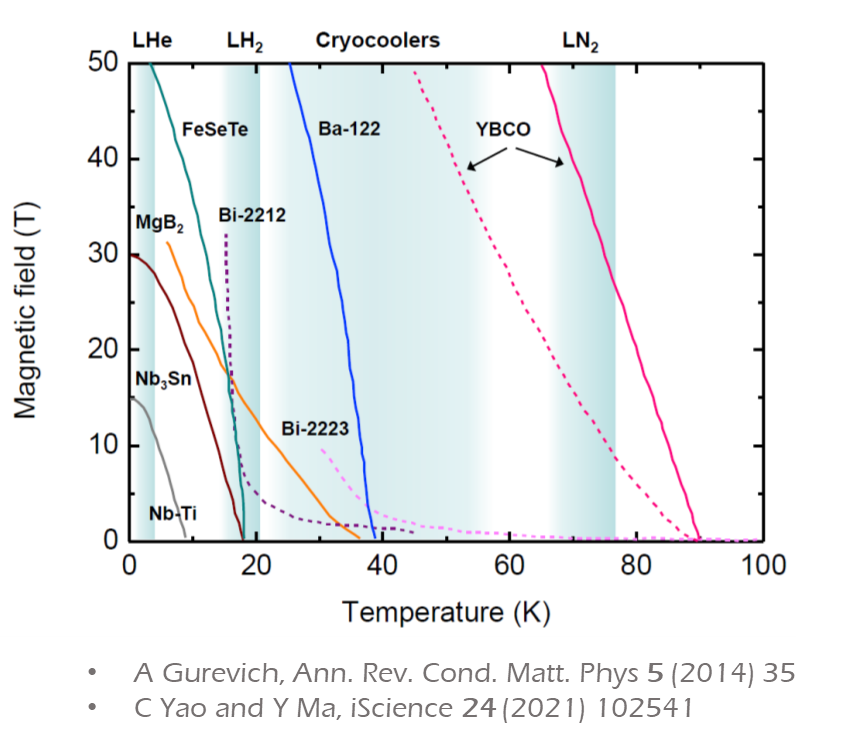 LHe LH₂ Cryocoolers LN₂
50
FeSeTe Ba-122 YBCO
40
MgB₂ Bi-2212
30
Magnetic field (T)
20
Nb₃Sn
Bi-2223
10
Nb-Ti
0
0 20 40 60 80 100
Temperature (K)
• A Gurevich, Ann. Rev. Cond. Matt. Phys 5 (2014) 35
• C Yao and Y Ma, iScience 24 (2021) 102541